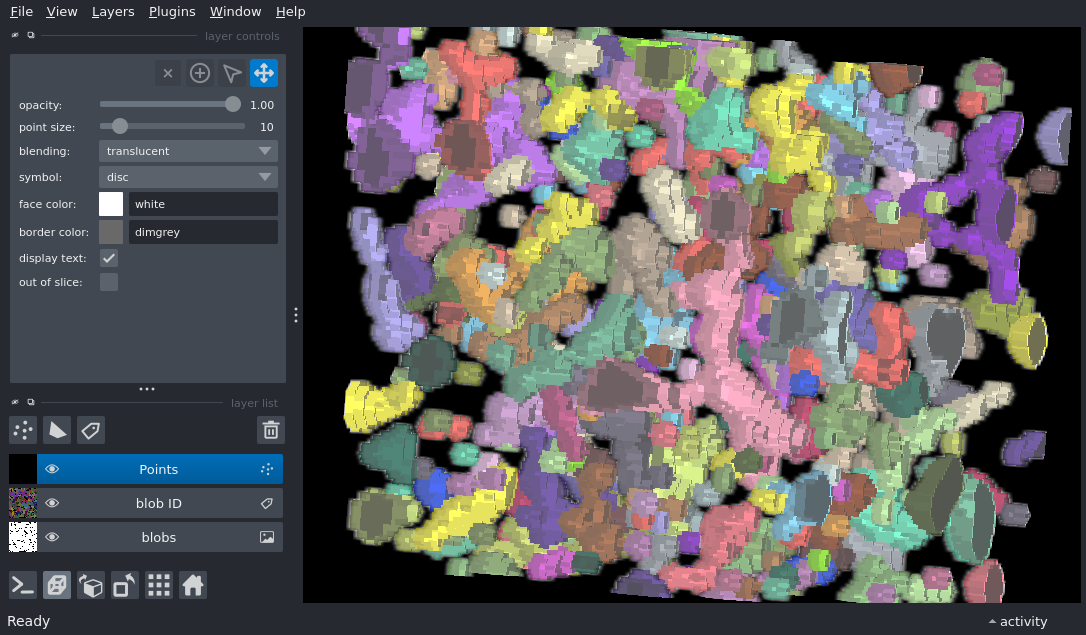 File View Layers Plugins Window Help
layer controls
opacity: 1.00
point size: 10
blending: translucent
symbol: disc
face color: white
border color: dimgrey
display text:
out of slice:
layer list
Points
blob ID
blobs
Ready
activity